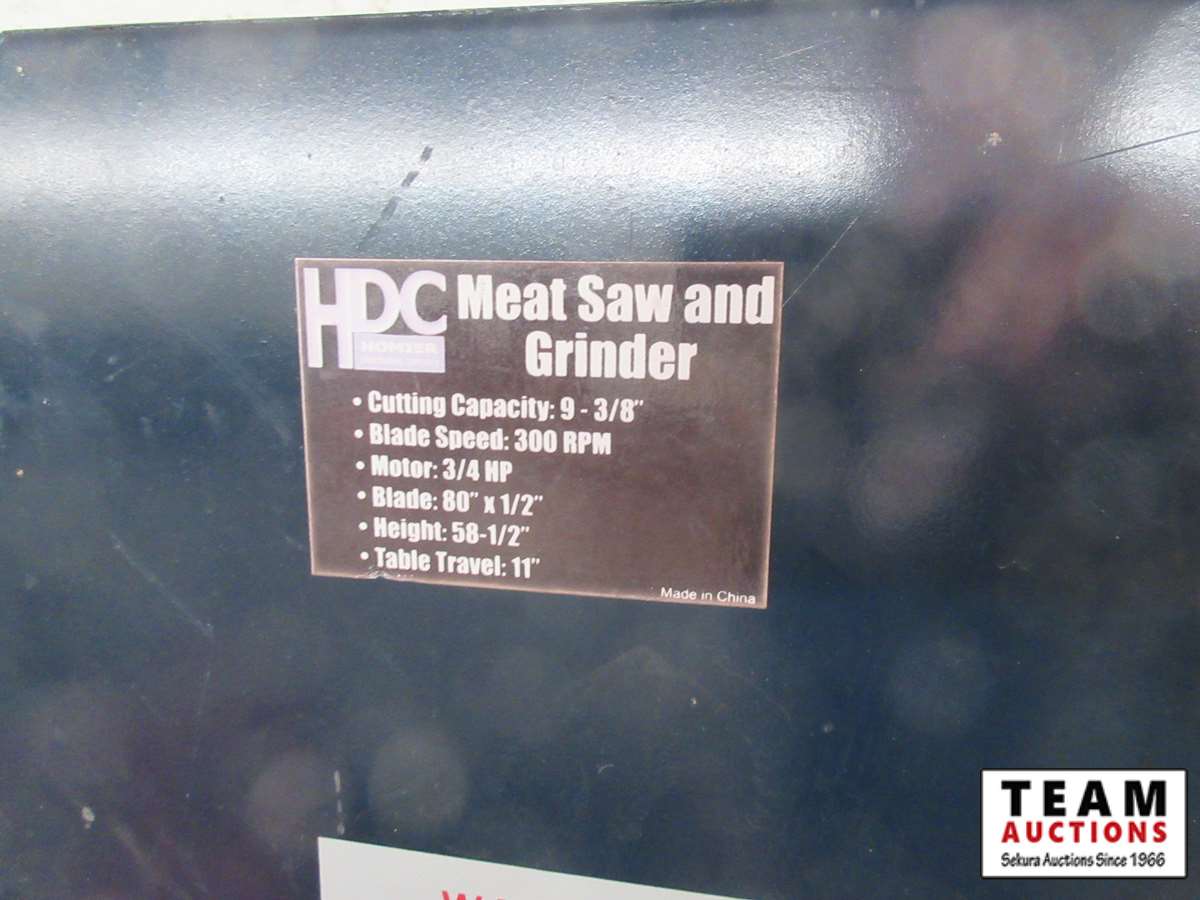 HDC
HOMIER
Meat Saw and
Grinder
• Cutting Capacity: 9 - 3/8"
• Blade Speed: 300 RPM
• Motor: 3/4 HP
• Blade: 80" x 1/2"
• Height: 58-1/2"
• Table Travel: 11"
Made in China
TEAM
AUCTIONS
Sekura Auctions Since 1966